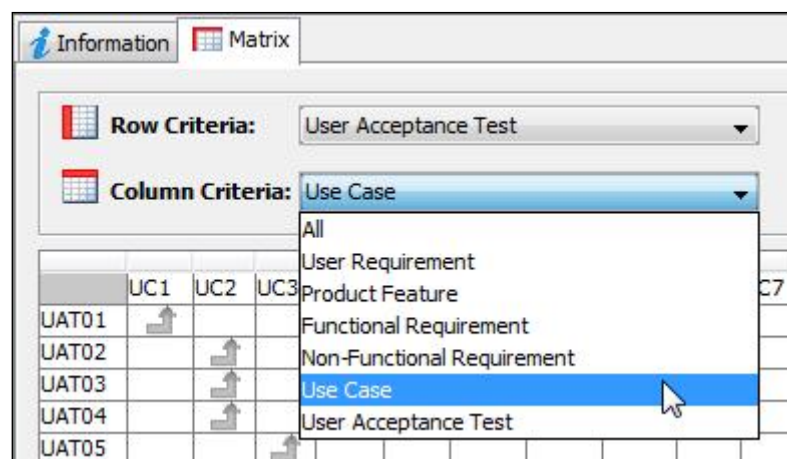 Information Matrix
Row Criteria: User Acceptance Test
Column Criteria: Use Case
All
User Requirement
Product Feature
Functional Requirement
Non-Functional Requirement
Use Case
User Acceptance Test
UC1 UC2 UC3 C7
UAT01
UAT02
UAT03
UAT04
UAT05